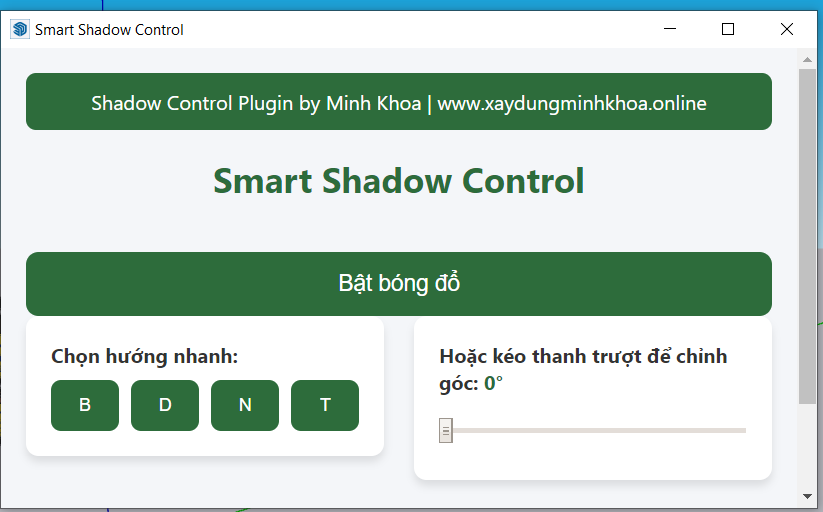 Smart Shadow Control
Shadow Control Plugin by Minh Khoa | www.xaydungminhkhoa.online
Smart Shadow Control
Bật bóng đổ
Chọn hướng nhanh:
B D N T
Hoặc kéo thanh trượt để chỉnh
góc: 0°